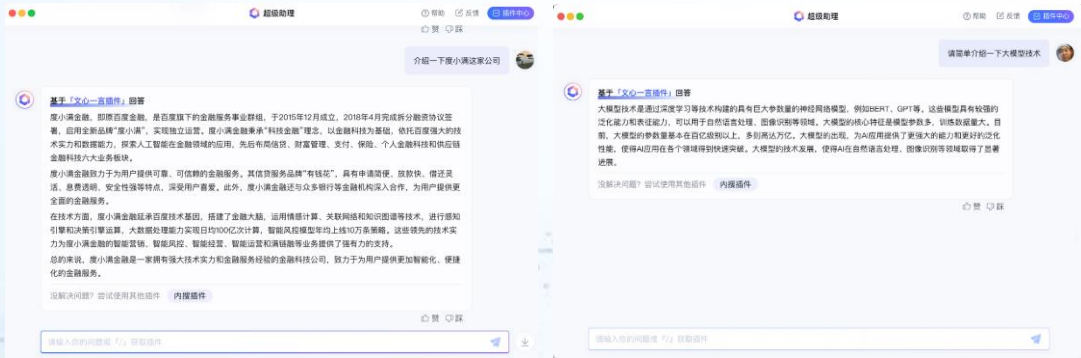 超级助理
帮助
反馈
插件中心
赞 踩
介绍一下度小满这家公司
基于「文心一言插件」回答
度小满金融，即原百度金融，是百度旗下的金融服务事业群组，于2015年12月成立，2018年4月完成拆分融资协议签
署，启用全新品牌“度小满”，实现独立运营。度小满金融秉承“科技金融”理念，以金融科技为基础，依托百度强大的技
术实力和数据能力，探索人工智能在金融领域的应用，先后布局信贷、财富管理、支付、保险、个人金融科技和供应链
金融科技六大业务板块。
度小满金融致力于为用户提供可靠、可信赖的金融服务。其信贷服务品牌“有钱花”，具有申请简便、放款快、借还灵
活、息费透明、安全性强等特点，深受用户喜爱。此外，度小满金融还与众多银行等金融机构深入合作，为用户提供更
全面的金融服务。
在技术方面，度小满金融延承百度技术基因，搭建了金融大脑，运用情感计算、关联网络和知识图谱等技术，进行感知
引擎和决策引擎运算，大数据处理能力实现日均100亿次计算，智能风控模型年均上线10万条策略。这些领先的技术实
力为度小满金融的智能营销、智能风控、智能经营、智能运营和满链融等业务提供了强有力的支持。
总的来说，度小满金融是一家拥有强大技术实力和金融服务经验的金融科技公司，致力于为用户提供更加智能化、便捷
化的金融服务。
没解决问题？尝试使用其他插件 内搜插件
赞 踩
请输入你的问题或「/」获取插件
超级助理
帮助
反馈
插件中心
请简单介绍一下大模型技术
基于「文心一言插件」回答
大模型技术是通过深度学习等技术构建的具有巨大参数量的神经网络模型，例如BERT、GPT等。这些模型具有较强的
泛化能力和表征能力，可以用于自然语言处理、图像识别等领域。大模型的核心特征是模型参数多，训练数据量大。目
前，大模型的参数量基本在百亿级别以上，多则高达万亿。大模型的出现，为AI应用提供了更强大的能力和更好的泛化
性能，使得AI应用在各个领域得到快速突破。大模型的技术发展，使得AI在自然语言处理、图像识别等领域取得了显著
进展。
没解决问题？尝试使用其他插件 内搜插件
赞 踩
请输入你的问题或「/」获取插件